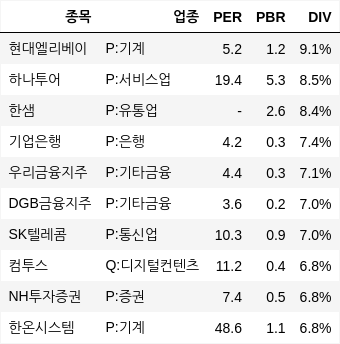 종목 업종 PER PBR DIV
현대엘리베이 P:기계 5.2 1.2 9.1%
하나투어 P:서비스업 19.4 5.3 8.5%
한샘 P:유통업 - 2.6 8.4%
기업은행 P:은행 4.2 0.3 7.4%
우리금융지주 P:기타금융 4.4 0.3 7.1%
DGB금융지주 P:기타금융 3.6 0.2 7.0%
SK텔레콤 P:통신업 10.3 0.9 7.0%
컴투스 Q:디지털컨텐츠 11.2 0.4 6.8%
NH투자증권 P:증권 7.4 0.5 6.8%
한온시스템 P:기계 48.6 1.1 6.8%